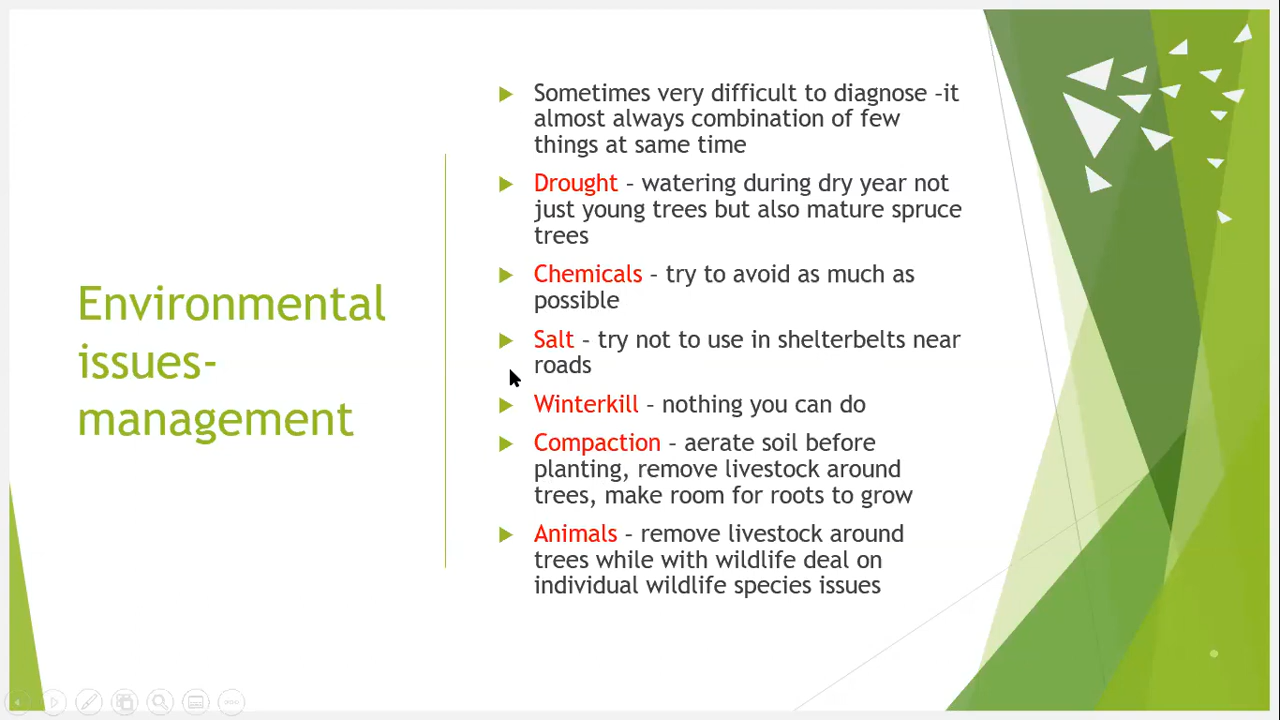 Environmental
issues-
management
Sometimes very difficult to diagnose –it
almost always combination of few
things at same time
Drought – watering during dry year not
just young trees but also mature spruce
trees
Chemicals – try to avoid as much as
possible
Salt – try not to use in shelterbelts near
roads
Winterkill – nothing you can do
Compaction – aerate soil before
planting, remove livestock around
trees, make room for roots to grow
Animals – remove livestock around
trees while with wildlife deal on
individual wildlife species issues